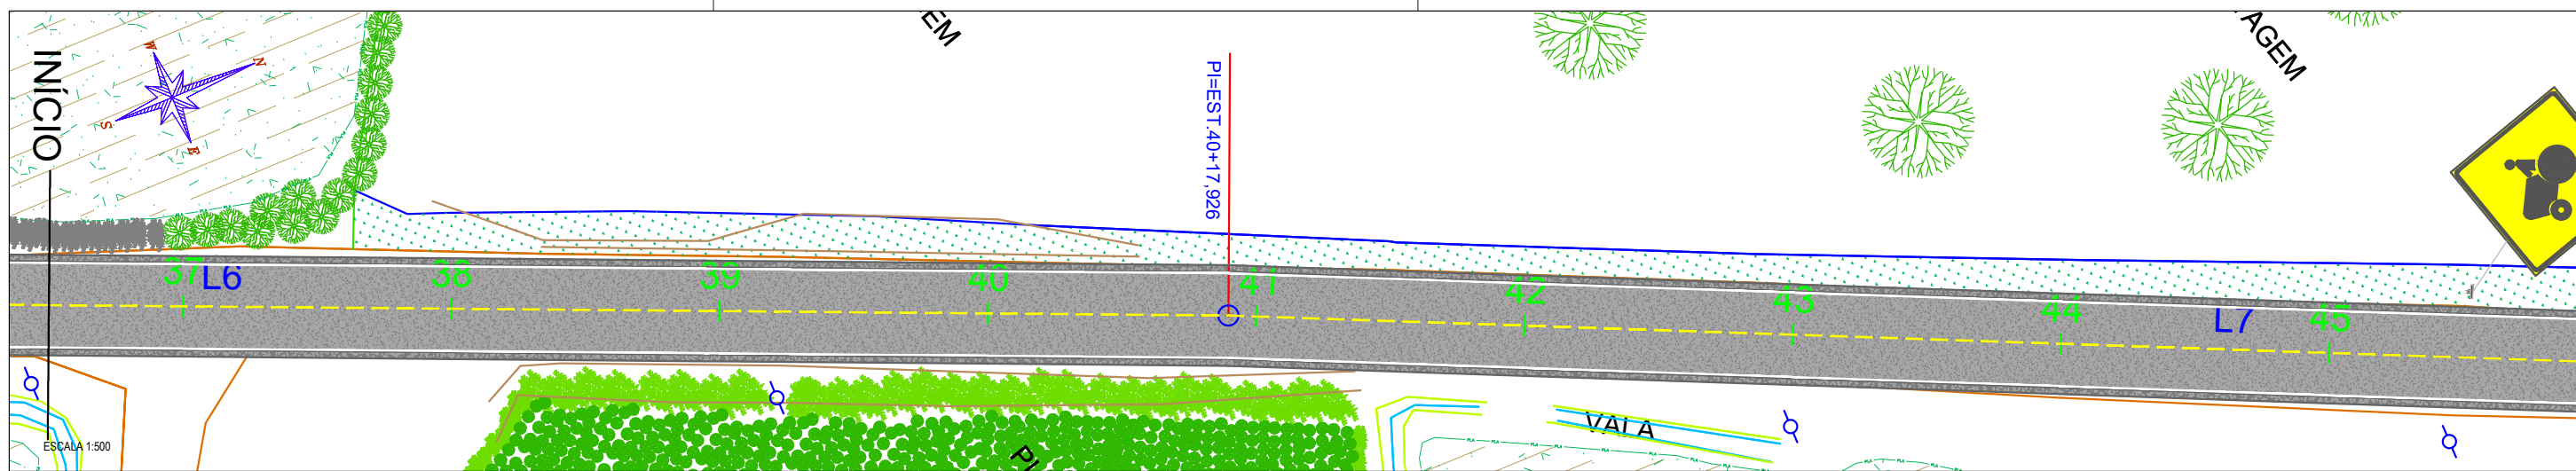 INÍCIO
W
N
S
E
EM
PI=EST.40+17,926
AGEM
37
L6
38
39
40
41
42
43
44
L7
45
ESCALA 1:500
VALA
PI